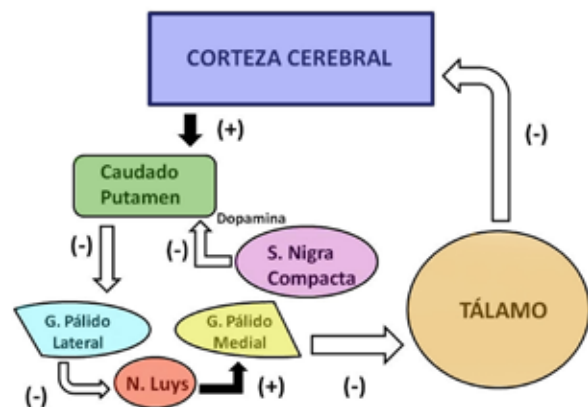 CORTEZA CEREBRAL
(+)
(-)
Caudado
Putamen
Dopamina
(-)
(-)
S. Nigra
Compacta
TÁLAMO
G. Pálido
Lateral
G. Pálido
Medial
(-)
N. Luys
(+)
(-)